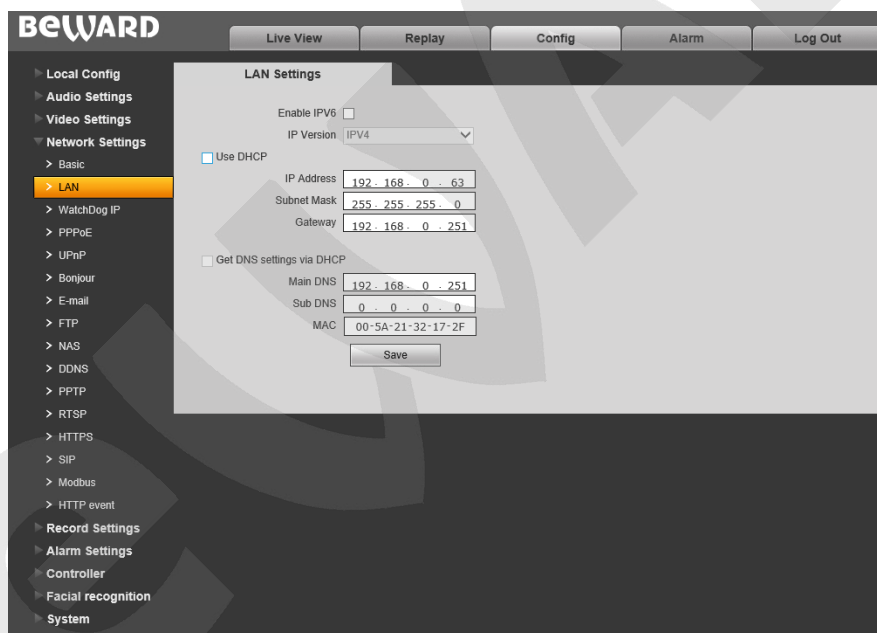 BEWARD
Live View Replay Config Alarm Log Out
Local Config
Audio Settings
Video Settings
Network Settings
> Basic
> LAN
> WatchDog IP
> PPPoE
> UPnP
> Bonjour
> E-mail
> FTP
> NAS
> DDNS
> PPTP
> RTSP
> HTTPS
> SIP
> Modbus
> HTTP event
Record Settings
Alarm Settings
Controller
Facial recognition
System
LAN Settings
Enable IPV6
IP Version IPV4
Use DHCP
IP Address 192 . 168 . 0 . 63
Subnet Mask 255 . 255 . 255 . 0
Gateway 192 . 168 . 0 . 251
Get DNS settings via DHCP
Main DNS 192 . 168 . 0 . 251
Sub DNS 0 . 0 . 0 . 0
MAC 00-5A-21-32-17-2F
Save